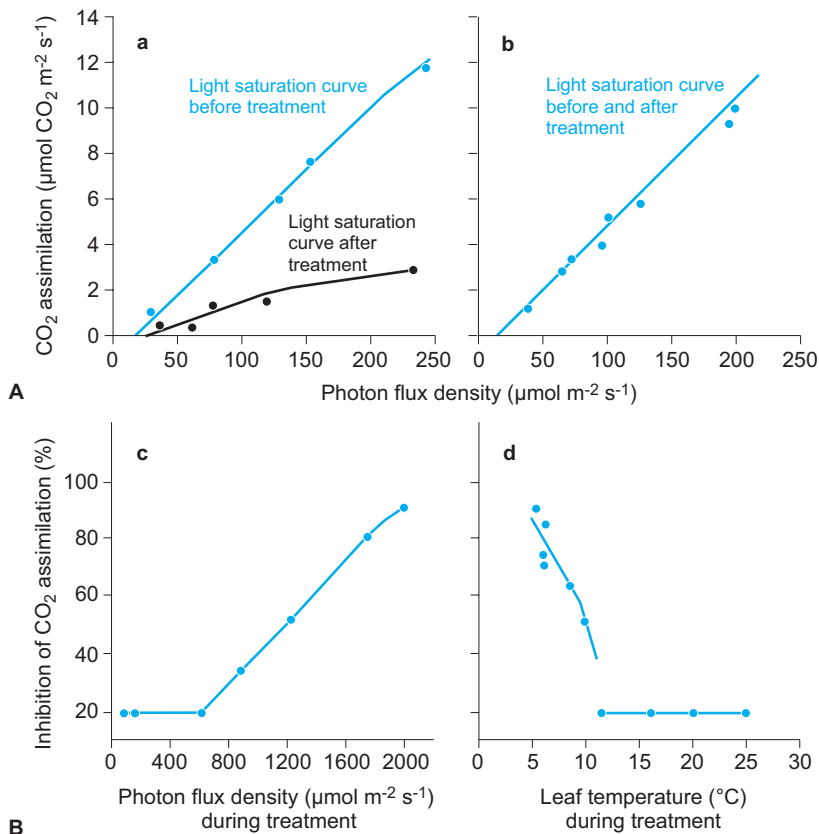 a
b
14
12
10
8
6
4
2
0
CO2 assimilation (µmol CO2 m-2 s-1)
Light saturation curve
before treatment
Light saturation
curve after
treatment
Light saturation curve
before and after
treatment
0 50 100 150 200 250
0 50 100 150 200 250
Photon flux density (µmol m-2 s-1)
A
c
d
100
80
60
40
20
Inhibition of CO2 assimilation (%)
0 400 800 1200 1600 2000
0 5 10 15 20 25 30
Photon flux density (µmol m-2 s-1)
during treatment
Leaf temperature (°C)
during treatment
B